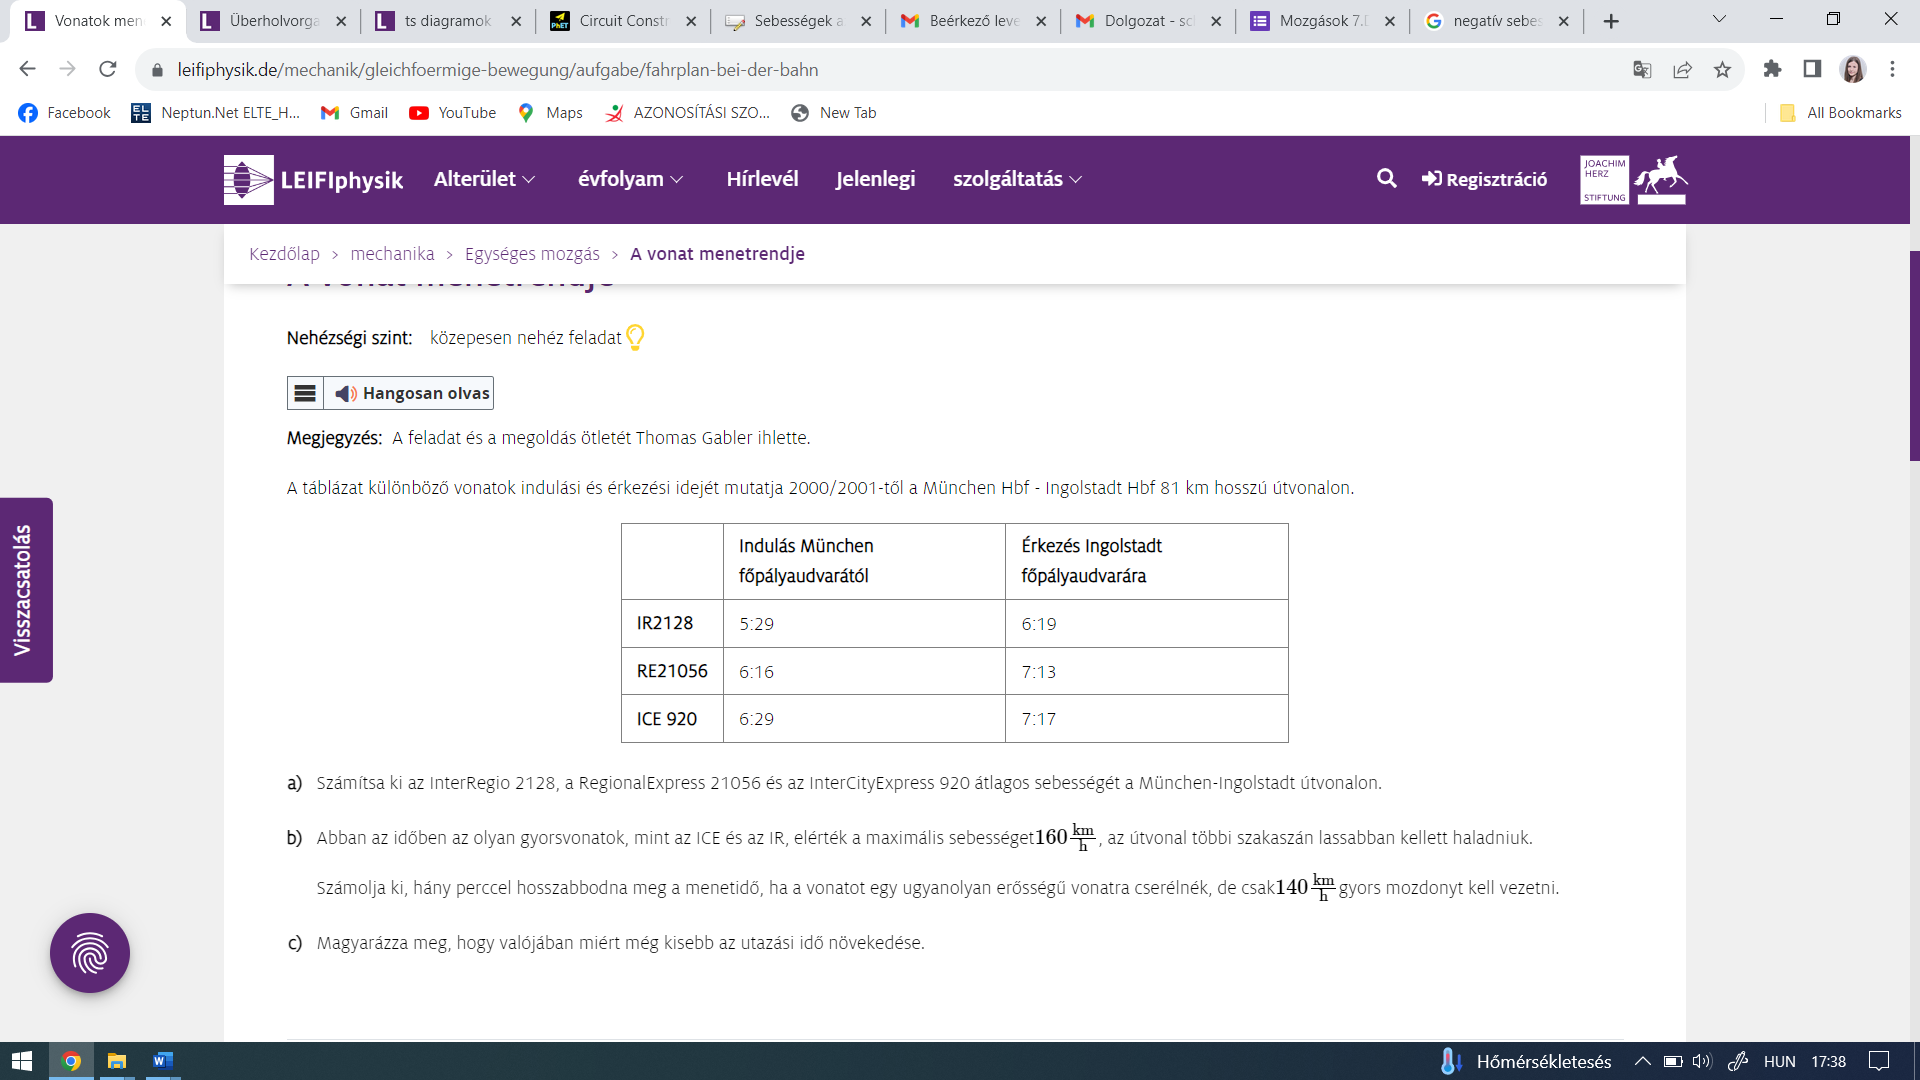 Vonatok men
Überholvorga
ts diagramok
Circuit Constr
Sebességek a
Beérkező leve
Dolgozat - scl
Mozgások 7.
negatív sebes
leifiphysik.de/mechanik/gleichfoermige-bewegung/aufgabe/fahrplan-bei-der-bahn
Facebook
Neptun.Net ELTE_H...
Gmail
YouTube
Maps
AZONOSÍTÁSI SZO...
New Tab
All Bookmarks
LEIFIphysik
Alterület
évfolyam
Hírlevél
Jelenlegi
szolgáltatás
Regisztráció
JOACHIM
HERZ
STIFTUNG
Kezdőlap > mechanika > Egységes mozgás > A vonat menetrendje
A vonat menetrendje
Nehézségi szint: közepesen nehéz feladat
Hangosan olvas
Megjegyzés: A feladat és a megoldás ötletét Thomas Gabler ihlette.
A táblázat különböző vonatok indulási és érkezési idejét mutatja 2000/2001-től a München Hbf - Ingolstadt Hbf 81 km hosszú útvonalon.
Indulás München
főpályaudvarától
Érkezés Ingolstadt
főpályaudvarára
IR2128 5:29 6:19
RE21056 6:16 7:13
ICE 920 6:29 7:17
a) Számítsa ki az InterRegio 2128, a RegionalExpress 21056 és az InterCityExpress 920 átlagos sebességét a München-Ingolstadt útvonalon.
b) Abban az időben az olyan gyorsvonatok, mint az ICE és az IR, elérték a maximális sebességet 160 km/h, az útvonal többi szakaszán lassabban kellett haladniuk.
Számolja ki, hány perccel hosszabbodna meg a menetidő, ha a vonatot egy ugyanolyan erősségű vonatra cserélnék, de csak 140 km/h gyors mozdonyt kell vezetni.
c) Magyarázza meg, hogy valójában miért még kisebb az utazási idő növekedése.
Visszacsatolás
Hőmérsékletesés
HUN
17:38